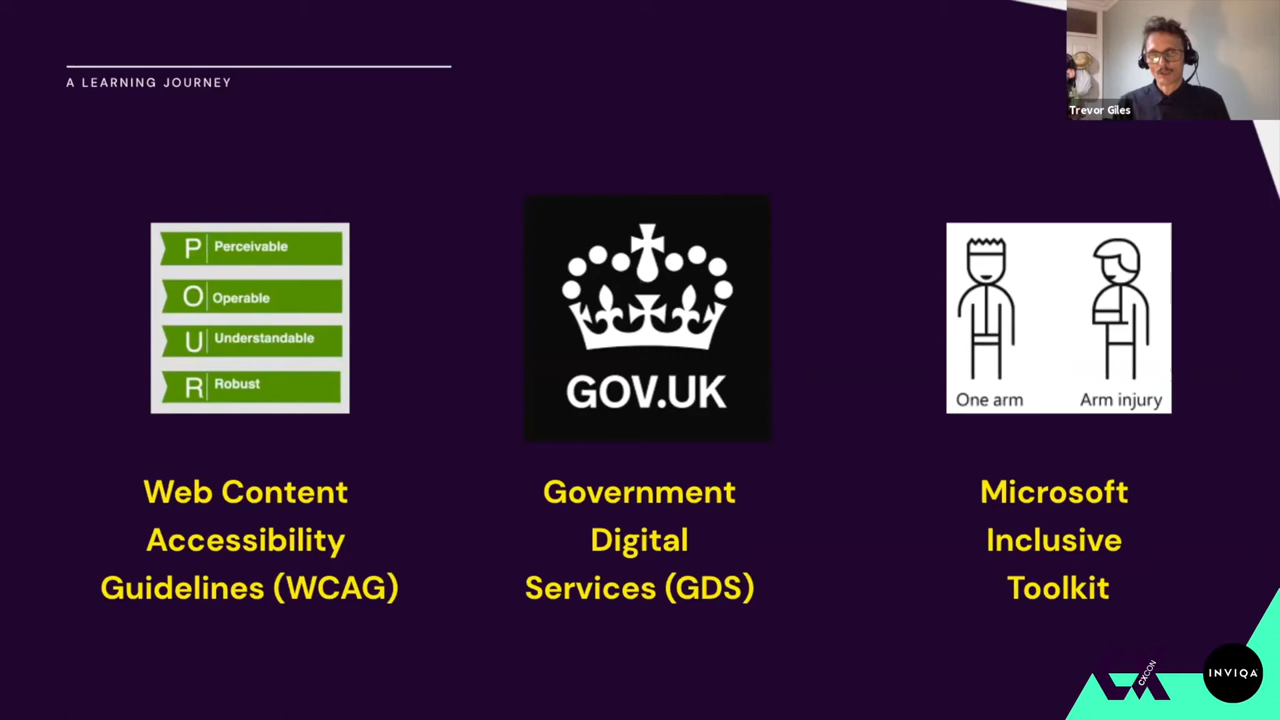 A LEARNING JOURNEY
Trevor Giles
P Perceivable
O Operable
U Understandable
R Robust
GOV.UK
One arm
Arm injury
Web Content
Accessibility
Guidelines (WCAG)
Government
Digital
Services (GDS)
Microsoft
Inclusive
Toolkit
CXCON
INVIQA